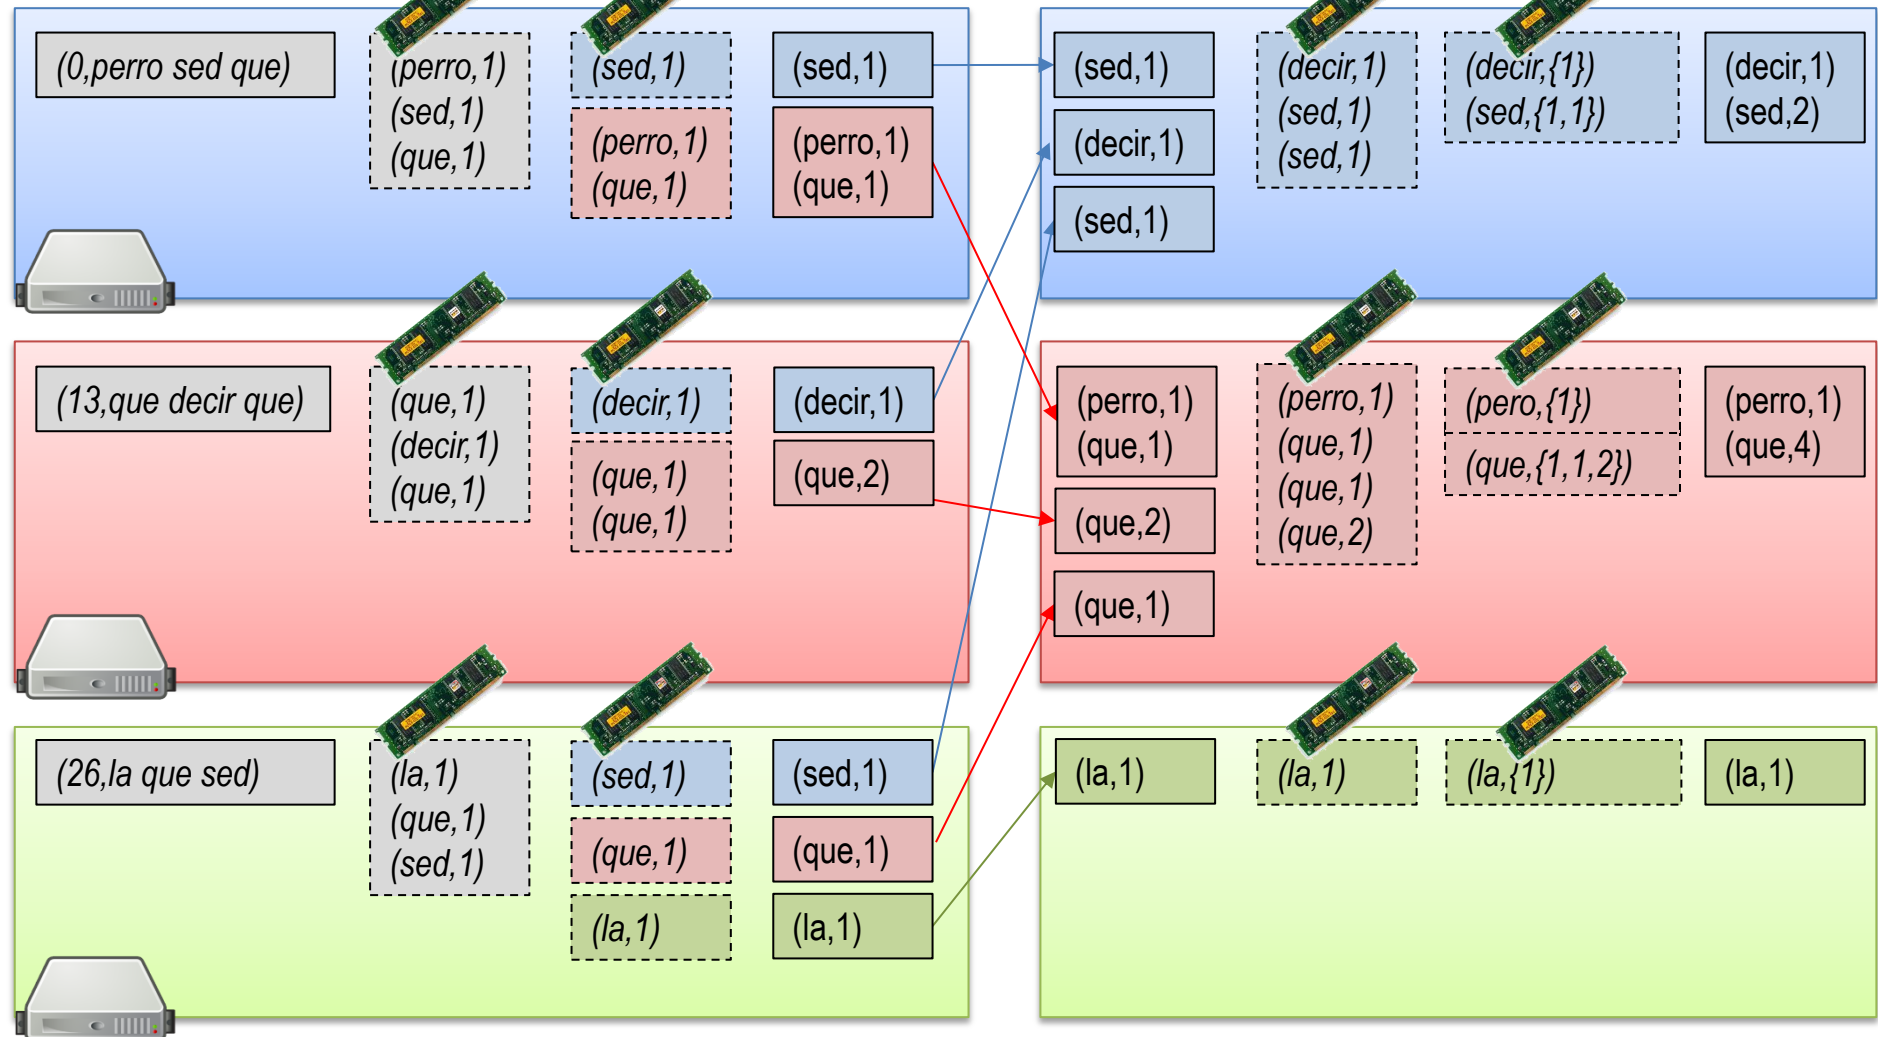 (0,perro sed que)
(perro,1)
(sed,1)
(que,1)
(sed,1)
(perro,1)
(que,1)
(sed,1)
(perro,1)
(que,1)
(sed,1)
(decir,1)
(sed,1)
(decir,1)
(sed,1)
(sed,1)
(decir,{1})
(sed,{1,1})
(decir,1)
(sed,2)
(13,que decir que)
(que,1)
(decir,1)
(que,1)
(decir,1)
(que,1)
(que,1)
(decir,1)
(que,2)
(perro,1)
(que,1)
(que,2)
(que,1)
(perro,1)
(que,1)
(que,1)
(que,2)
(pero,{1})
(que,{1,1,2})
(perro,1)
(que,4)
(26,la que sed)
(la,1)
(que,1)
(sed,1)
(sed,1)
(que,1)
(la,1)
(sed,1)
(que,1)
(la,1)
(la,1)
(la,1)
(la,{1})
(la,1)